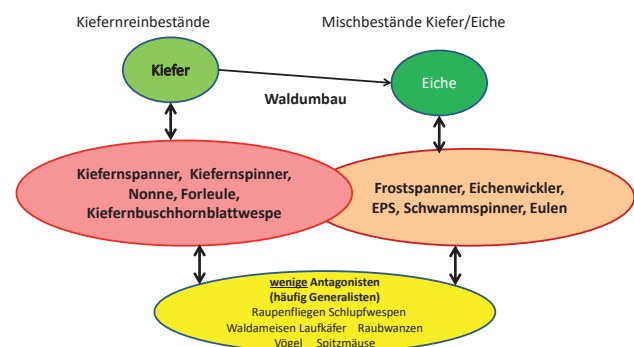 Kiefernreinbestände
Mischbestände Kiefer/Eiche
Kiefer
Eiche
Waldumbau
Kiefernspanner, Kiefernspinner,
Nonne, Forleule,
Kiefernbuschhornblattwespe
Frostspanner, Eichenwickler,
EPS, Schwammspinner, Eulen
wenige Antagonisten
(häufig Generalisten)
Raupenfliegen Schlupfwespen
Waldameisen Laufkäfer Raubwanzen
Vögel Spitzmäuse